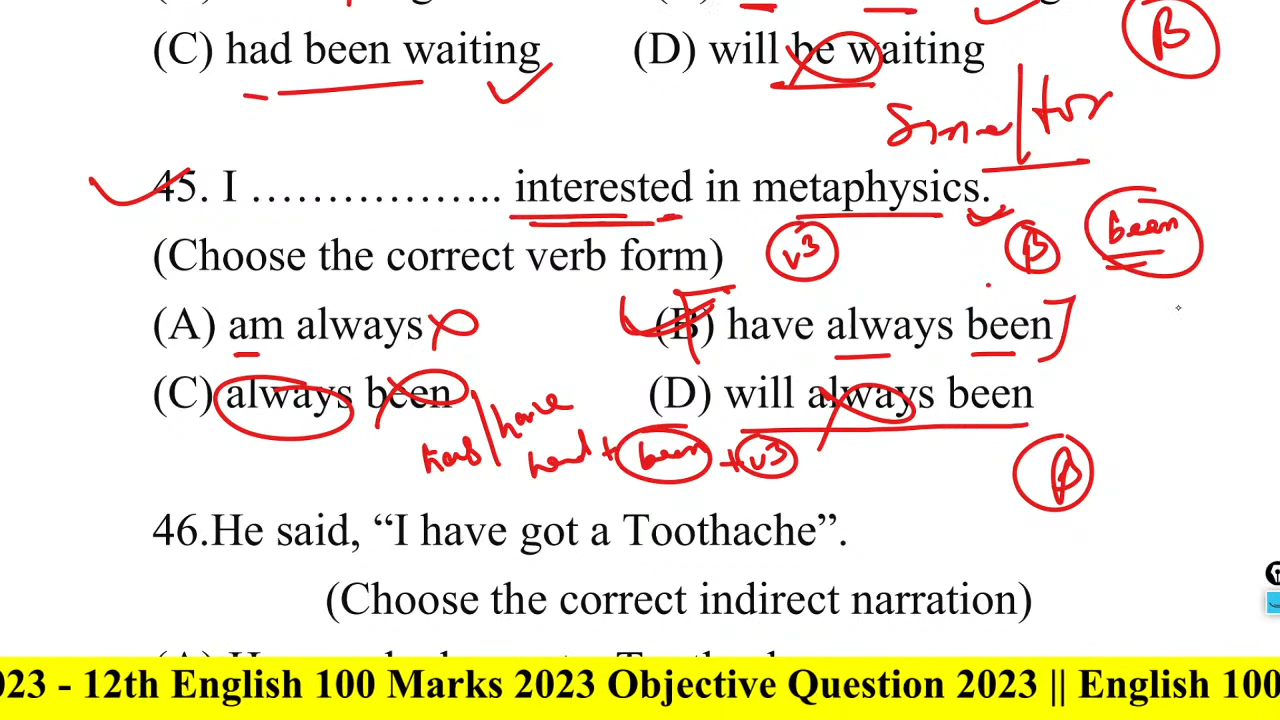 (C) had been waiting (D) will be waiting
B
Sine/for
45. I ……………….. interested in metaphysics.
been
(Choose the correct verb form) v3 B
(A) am always (B) have always been
(C) always been (D) will always been
has/have
had + been + v3
B
46.He said, “I have got a Toothache”.
(Choose the correct indirect narration)
023 - 12th English 100 Marks 2023 Objective Question 2023 || English 100